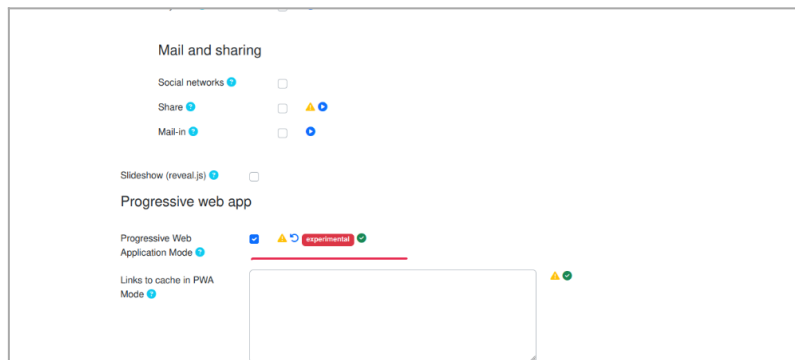 Mail and sharing
Social networks
Share
Mail-in
Slideshow (reveal.js)
Progressive web app
Progressive Web
Application Mode
experimental
Links to cache in PWA
Mode